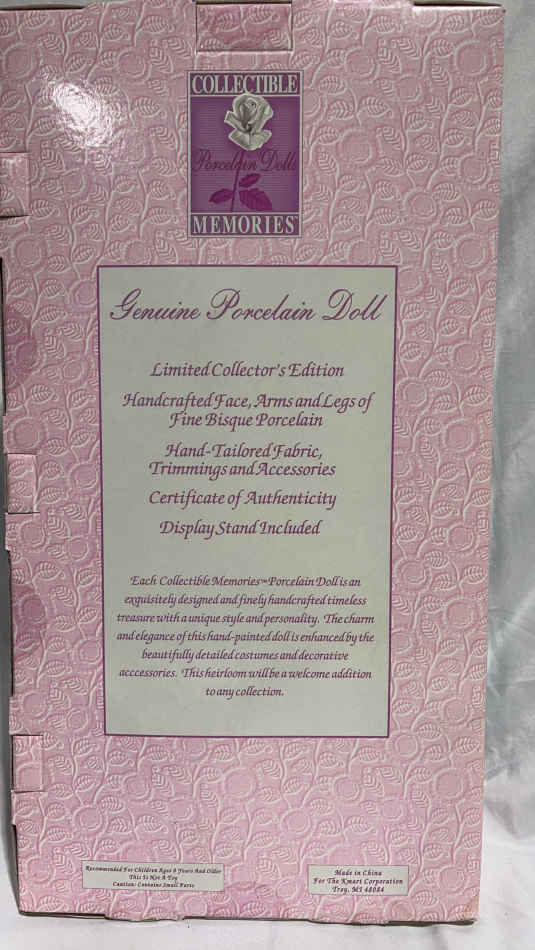 COLLECTIBLE
Porcelain Dolls
MEMORIES™
Genuine Porcelain Doll
Limited Collector's Edition
Handcrafted Face, Arms and Legs of
Fine Bisque Porcelain
Hand-Tailored Fabric,
Trimmings and Accessories
Certificate of Authenticity
Display Stand Included
Each Collectible Memories™ Porcelain Doll is an
exquisitely designed and finely handcrafted timeless
treasure with a unique style and personality. The charm
and elegance of this hand-painted doll is enhanced by the
beautifully detailed costumes and decorative
acccessories. This heirloom will be a welcome addition
to any collection.
Recommended For Children Ages 8 Years And Older
This Is Not A Toy
Caution: Contains Small Parts
Made in China
For The Kmart Corporation
Troy, MI 48084